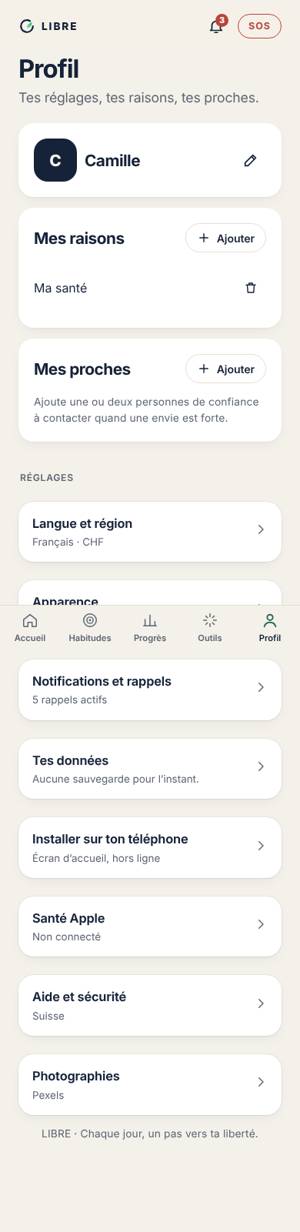 LIBRE
3
SOS
Profil
Tes réglages, tes raisons, tes proches.
C
Camille
Mes raisons
Ajouter
Ma santé
Mes proches
Ajouter
Ajoute une ou deux personnes de confiance
à contacter quand une envie est forte.
RÉGLAGES
Langue et région
Français · CHF
Apparence
Accueil
Habitudes
Progrès
Outils
Profil
Notifications et rappels
5 rappels actifs
Tes données
Aucune sauvegarde pour l’instant.
Installer sur ton téléphone
Écran d’accueil, hors ligne
Santé Apple
Non connecté
Aide et sécurité
Suisse
Photographies
Pexels
LIBRE · Chaque jour, un pas vers ta liberté.